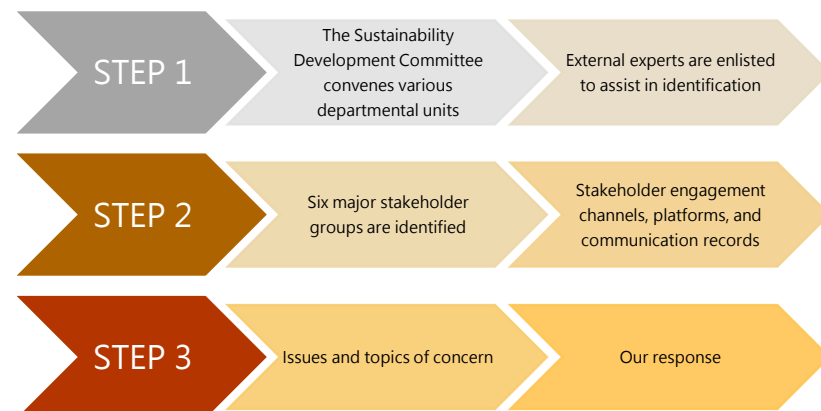 STEP 1
The Sustainability
Development Committee
convenes various
departmental units
External experts are enlisted
to assist in identification
STEP 2
Six major stakeholder
groups are identified
Stakeholder engagement
channels, platforms, and
communication records
STEP 3
Issues and topics of concern
Our response